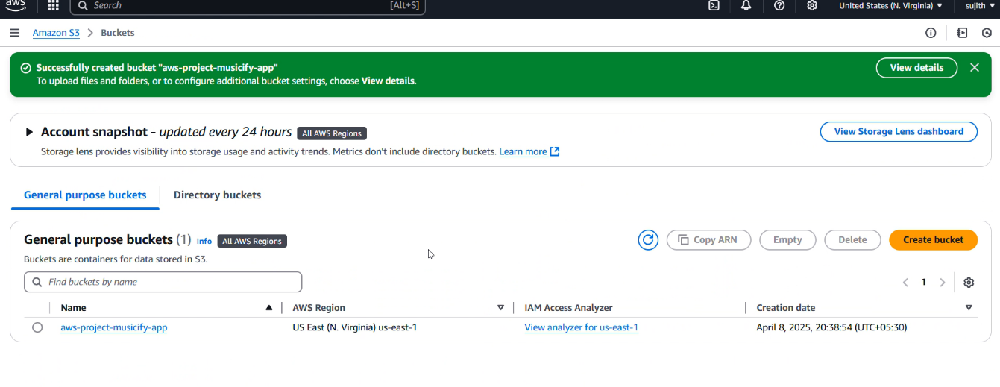 aws
Search [Alt+S] United States (N. Virginia) ▼ sujith ▼
Amazon S3 > Buckets
Successfully created bucket "aws-project-musicify-app"
To upload files and folders, or to configure additional bucket settings, choose View details.
View details
Account snapshot - updated every 24 hours All AWS Regions
View Storage Lens dashboard
Storage lens provides visibility into storage usage and activity trends. Metrics don't include directory buckets. Learn more
General purpose buckets Directory buckets
General purpose buckets (1) Info All AWS Regions
Copy ARN Empty Delete Create bucket
Buckets are containers for data stored in S3.
Find buckets by name
1
Name AWS Region IAM Access Analyzer Creation date
aws-project-musicify-app US East (N. Virginia) us-east-1 View analyzer for us-east-1 April 8, 2025, 20:38:54 (UTC+05:30)